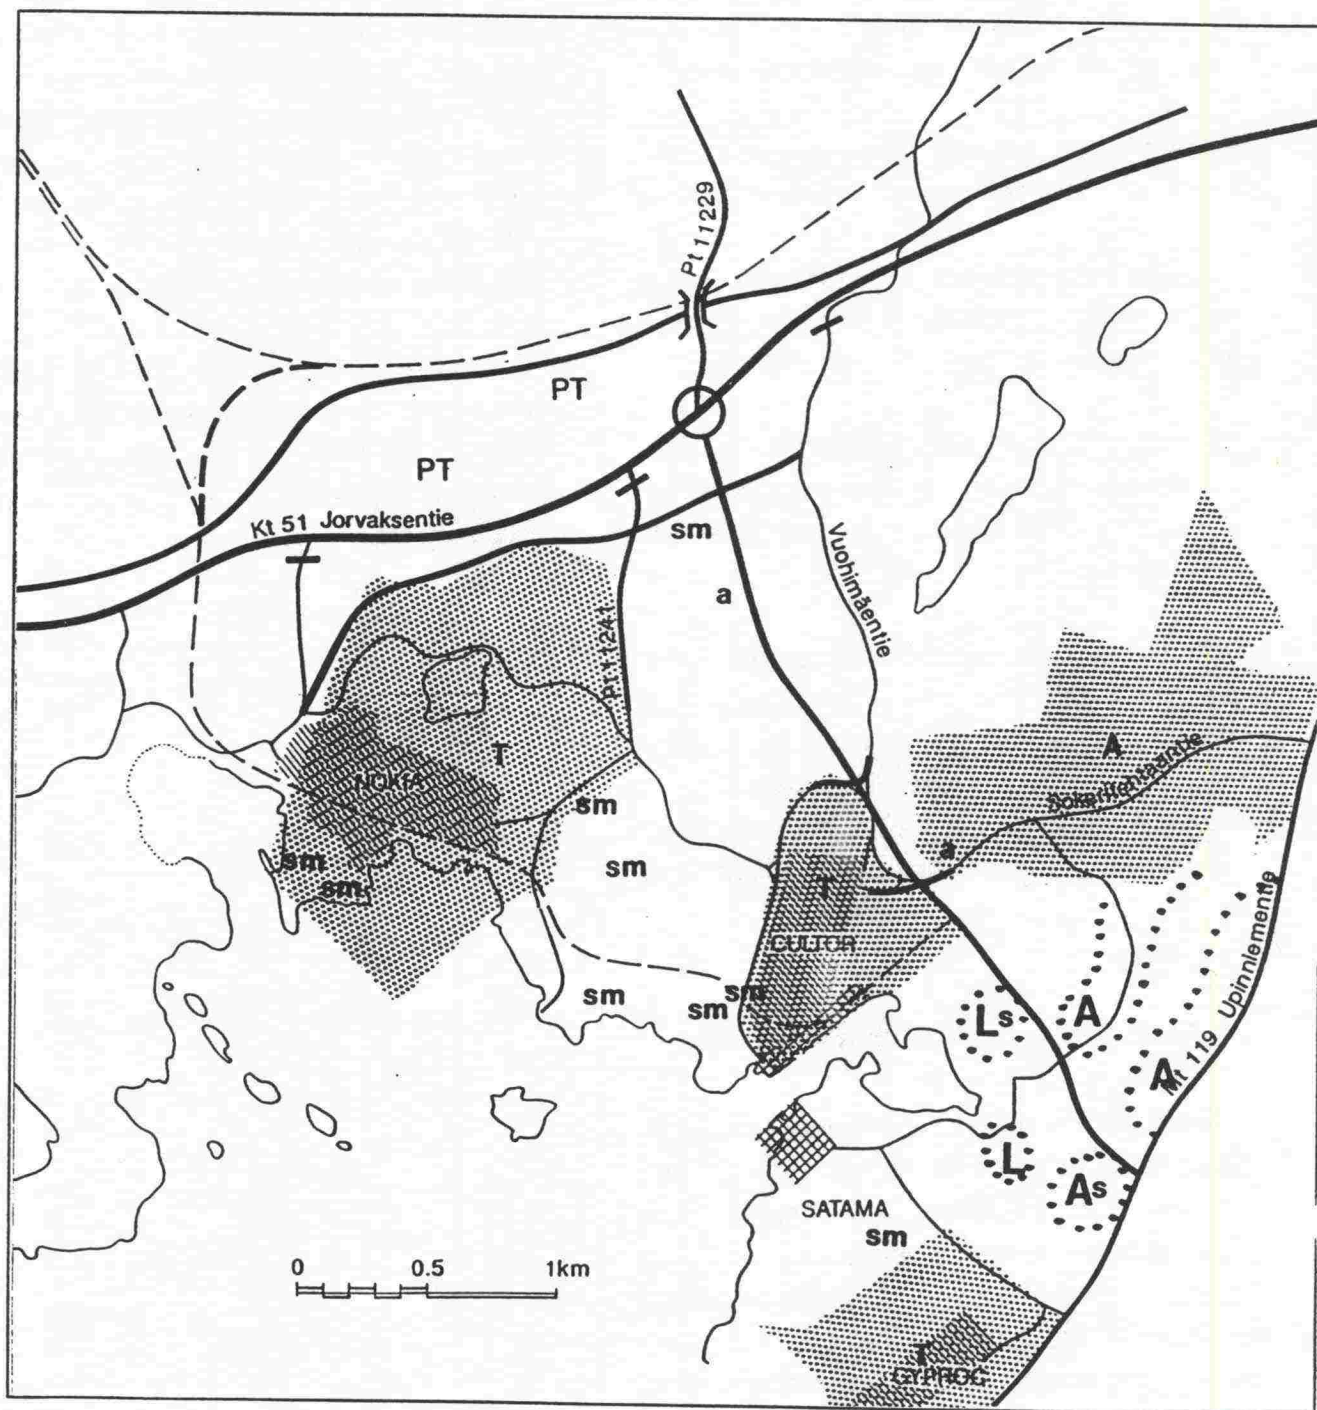 Pt 11229
PT
PT
Kt 51 Jorvaksentie
sm
a
Vuohimäentie
Pt 11241
A
T
NOKIA
Sokeritehtaantie
sm
a
sm
sm
sm
T
CULTOR
sm
sm
sm
Ls
A
Mt 119 Upinniementie
A
L
As
SATAMA
sm
0 0.5 1km
T
GYPROC